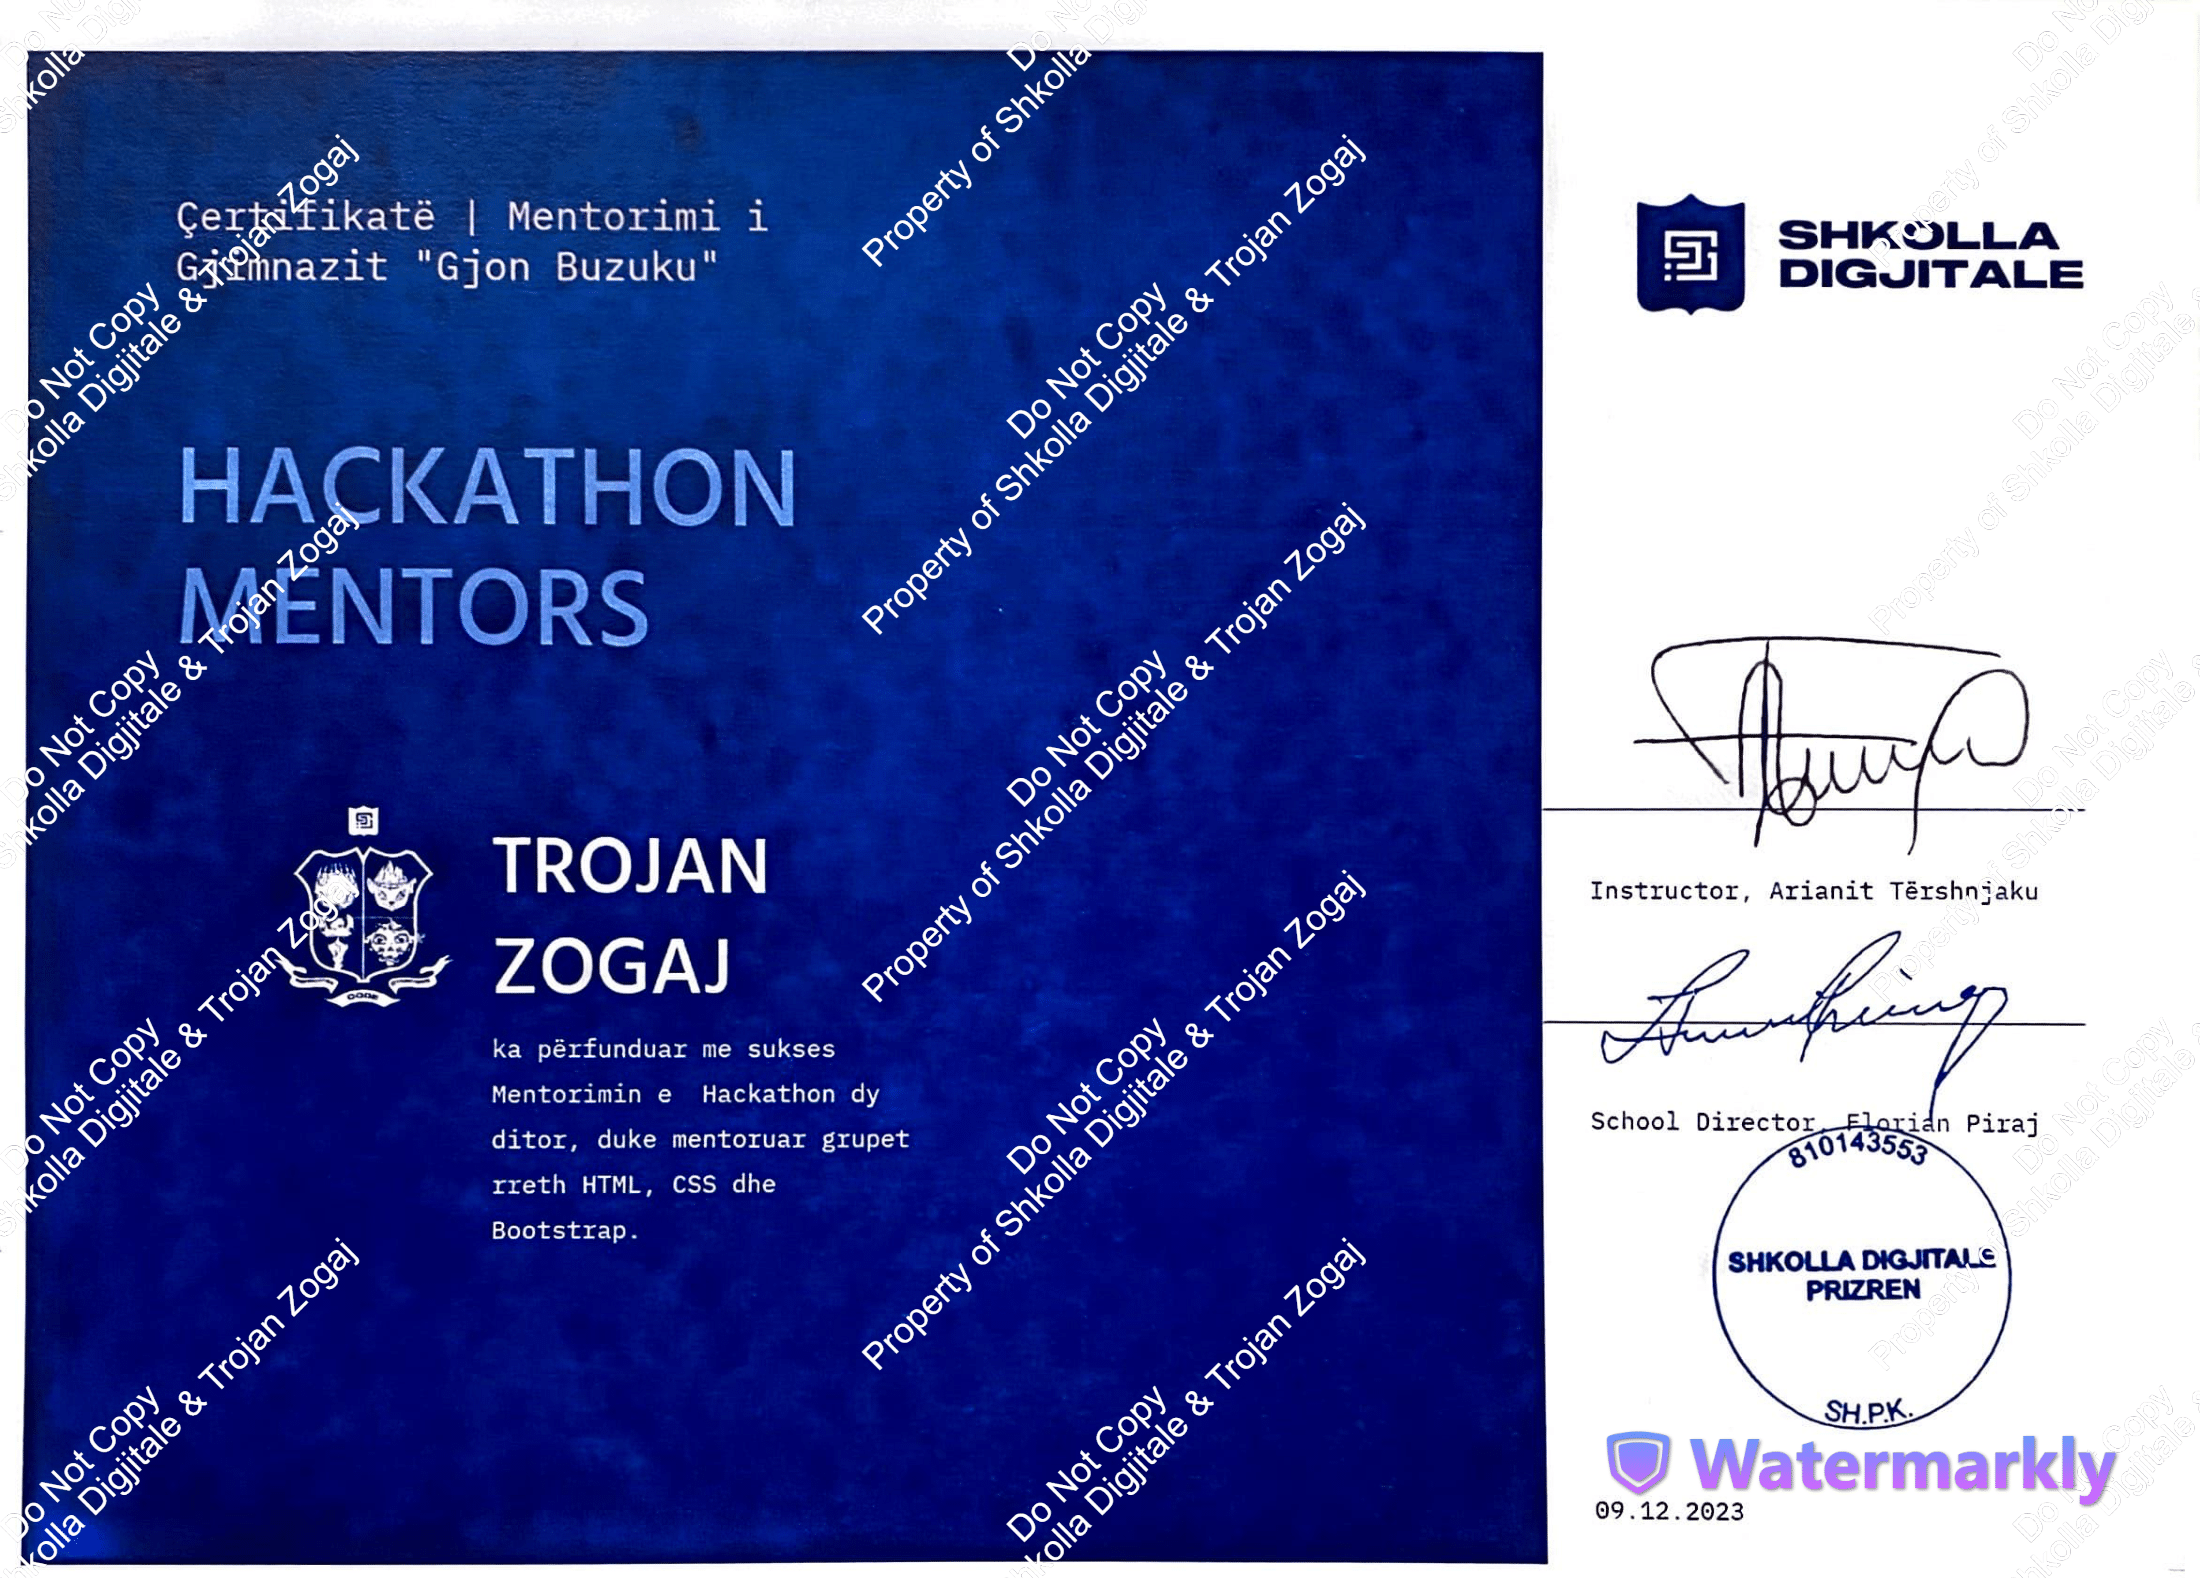 Çertifikatë | Mentorimi i
Gjimnazit "Gjon Buzuku"
HACKATHON
MENTORS
CODE
TROJAN
ZOGAJ
ka përfunduar me sukses
Mentorimin e Hackathon dy
ditor, duke mentoruar grupet
rreth HTML, CSS dhe
Bootstrap.
SHKOLLA
DIGJITALE
Instructor, Arianit Tërshnjaku
School Director, Florian Piraj
810143553
SHKOLLA DIGJITALE
PRIZREN
SH.P.K.
Watermarkly
09.12.2023
Do Not Copy
Property of Shkolla Digjitale & Trojan Zogaj